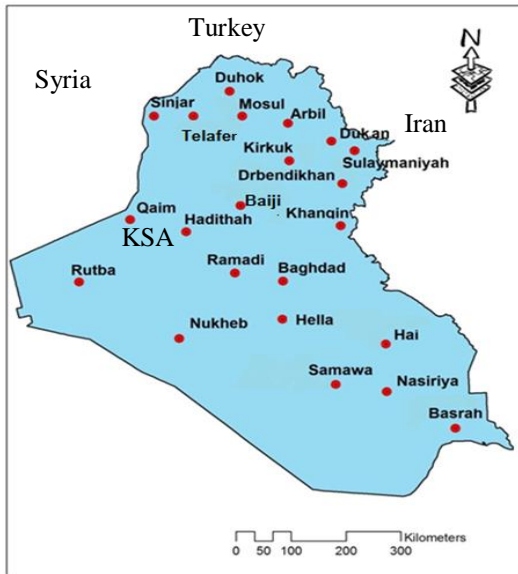 Turkey
N
Syria
Duhok
Sinjar
Mosul
Arbil
Telafer
Dukan
Iran
Kirkuk
Sulaymaniyah
Drbendikhan
Baiji
Qaim
Hadithah
Khanqin
KSA
Rutba
Ramadi
Baghdad
Nukheb
Hella
Hai
Samawa
Nasiriya
Basrah
Kilometers
0 50 100 200 300